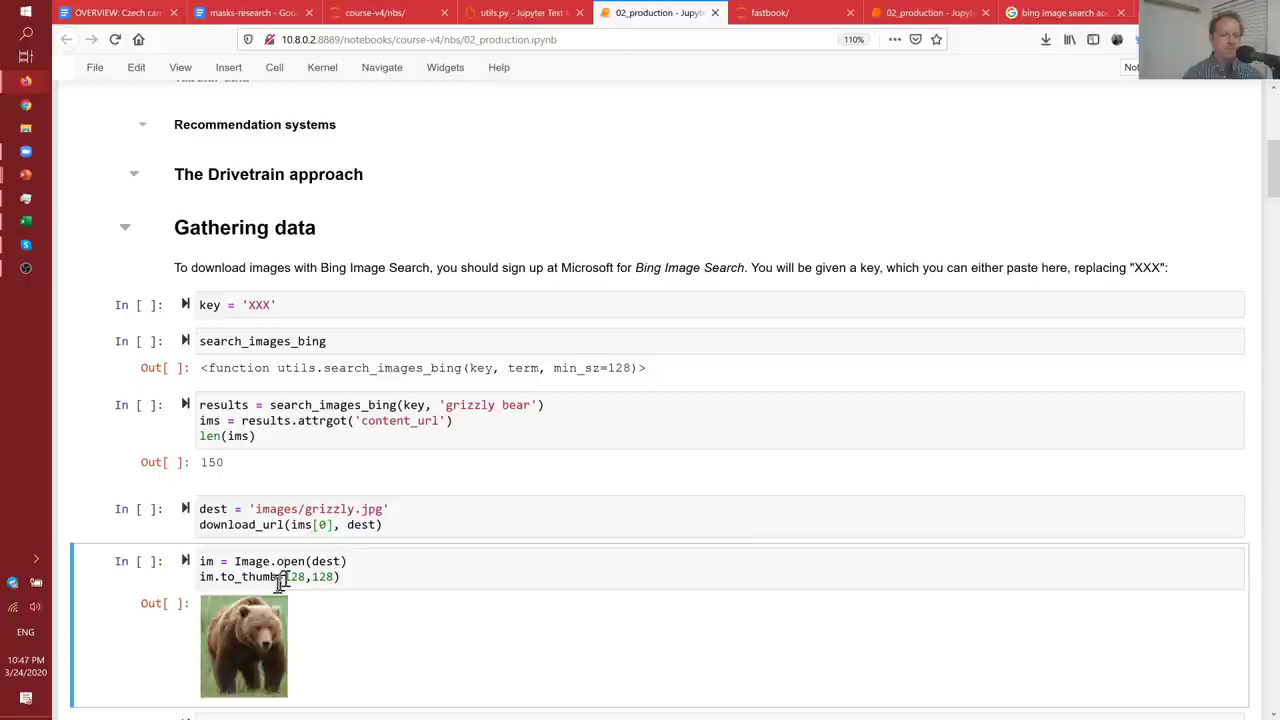 OVERVIEW: Czech cam
masks-research - Google
course-v4/nbs/
utils.py - Jupyter Text
02_production - Jupyte
fastbook/
02_production - Jupyte
bing image search ap
10.8.0.2:8889/notebooks/course-v4/nbs/02_production.ipynb
110%
File Edit View Insert Cell Kernel Navigate Widgets Help
Not
Recommendation systems
The Drivetrain approach
Gathering data
To download images with Bing Image Search, you should sign up at Microsoft for Bing Image Search. You will be given a key, which you can either paste here, replacing "XXX":
In [ ]: key = 'XXX'
In [ ]: search_images_bing
Out[ ]: <function utils.search_images_bing(key, term, min_sz=128)>
In [ ]: results = search_images_bing(key, 'grizzly bear')
ims = results.attrgot('content_url')
len(ims)
Out[ ]: 150
In [ ]: dest = 'images/grizzly.jpg'
download_url(ims[0], dest)
In [ ]: im = Image.open(dest)
im.to_thumb(128,128)
Out[ ]:
ENG
10:47 PM
3/24/2020